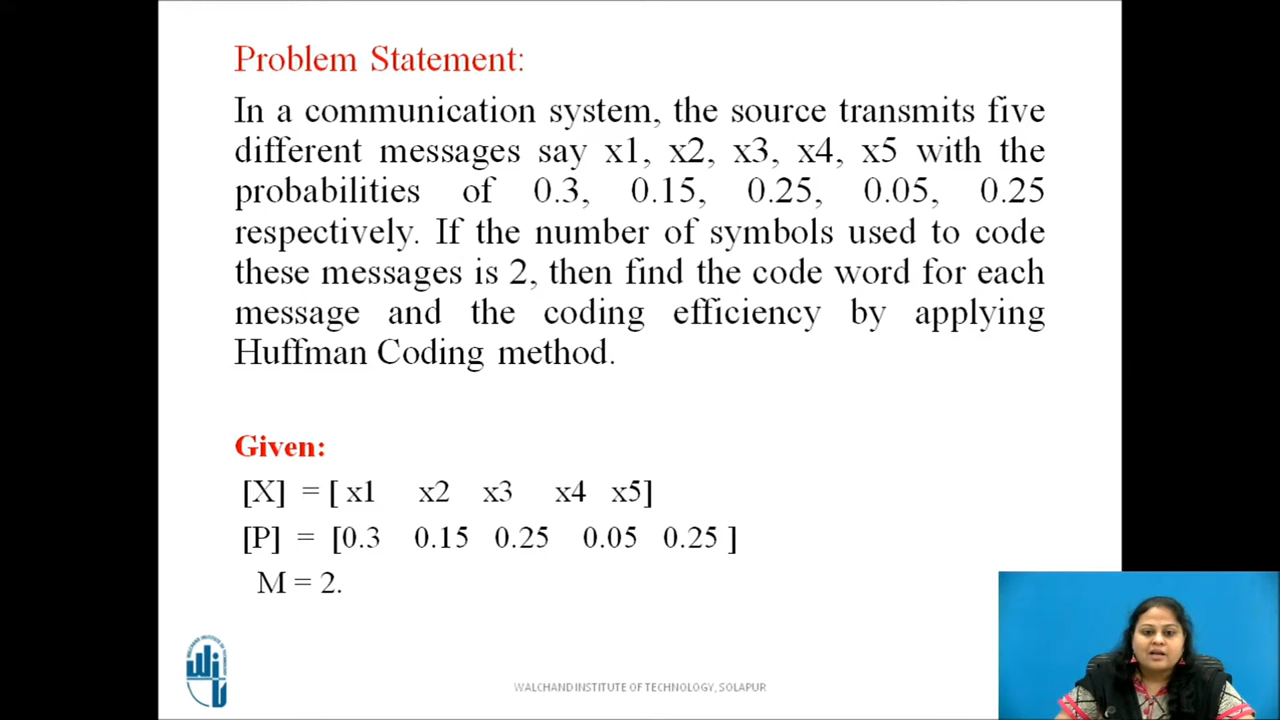 Problem Statement:
In a communication system, the source transmits five
different messages say x1, x2, x3, x4, x5 with the
probabilities of 0.3, 0.15, 0.25, 0.05, 0.25
respectively. If the number of symbols used to code
these messages is 2, then find the code word for each
message and the coding efficiency by applying
Huffman Coding method.
Given:
[X] = [ x1 x2 x3 x4 x5]
[P] = [0.3 0.15 0.25 0.05 0.25 ]
M = 2.
WALCHAND INSTITUTE OF TECHNOLOGY, SOLAPUR